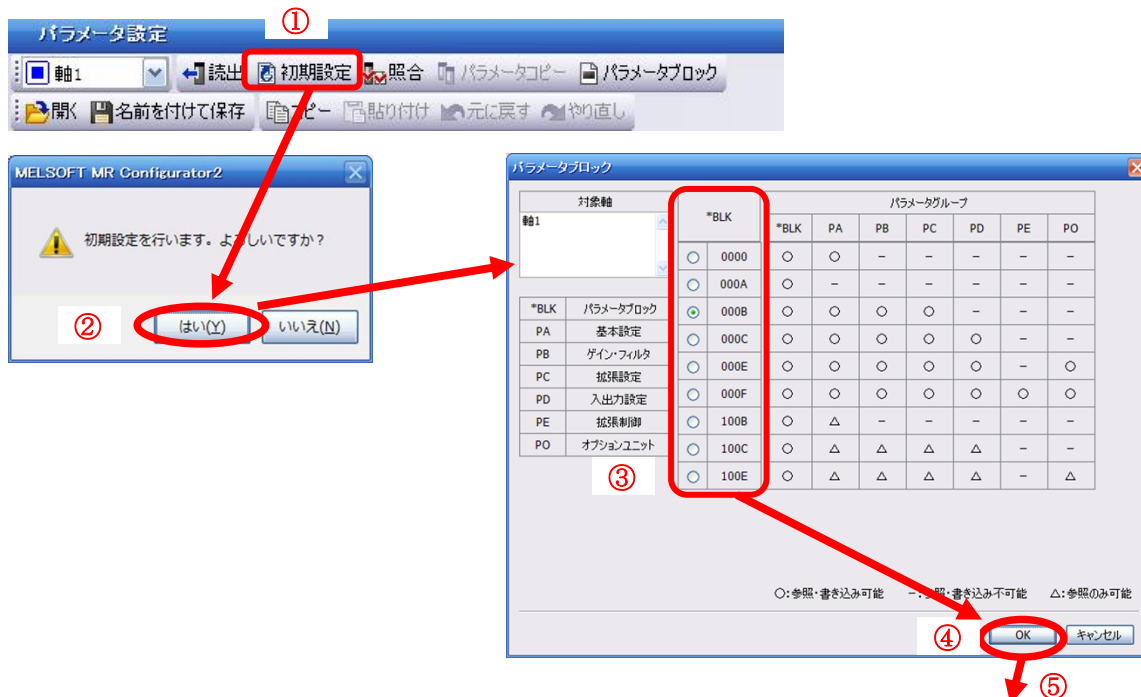 ①
パラメータ設定
軸1 読出 初期設定 照合 パラメータコピー パラメータブロック
開く 名前を付けて保存 コピー 貼り付け 元に戻す やり直し
MELSOFT MR Configurator2
初期設定を行います。よろしいですか？
② はい(Y) いいえ(N)
パラメータブロック
対象軸
軸1
*BLK パラメータブロック
PA 基本設定
PB ゲイン・フィルタ
PC 拡張設定
PD 入出力設定
PE 拡張制御
PO オプションユニット
③
*BLK パラメータグループ
*BLK PA PB PC PD PE PO
0000 ○ ○ － － － － －
000A ○ － － － － － －
000B ○ ○ ○ ○ － － －
000C ○ ○ ○ ○ ○ － －
000E ○ ○ ○ ○ ○ － ○
000F ○ ○ ○ ○ ○ ○ ○
100B ○ △ － － － － －
100C ○ △ △ △ △ － －
100E ○ △ △ △ △ － △
○:参照・書き込み可能 －:参照・書き込み不可能 △:参照のみ可能
④ OK キャンセル
⑤